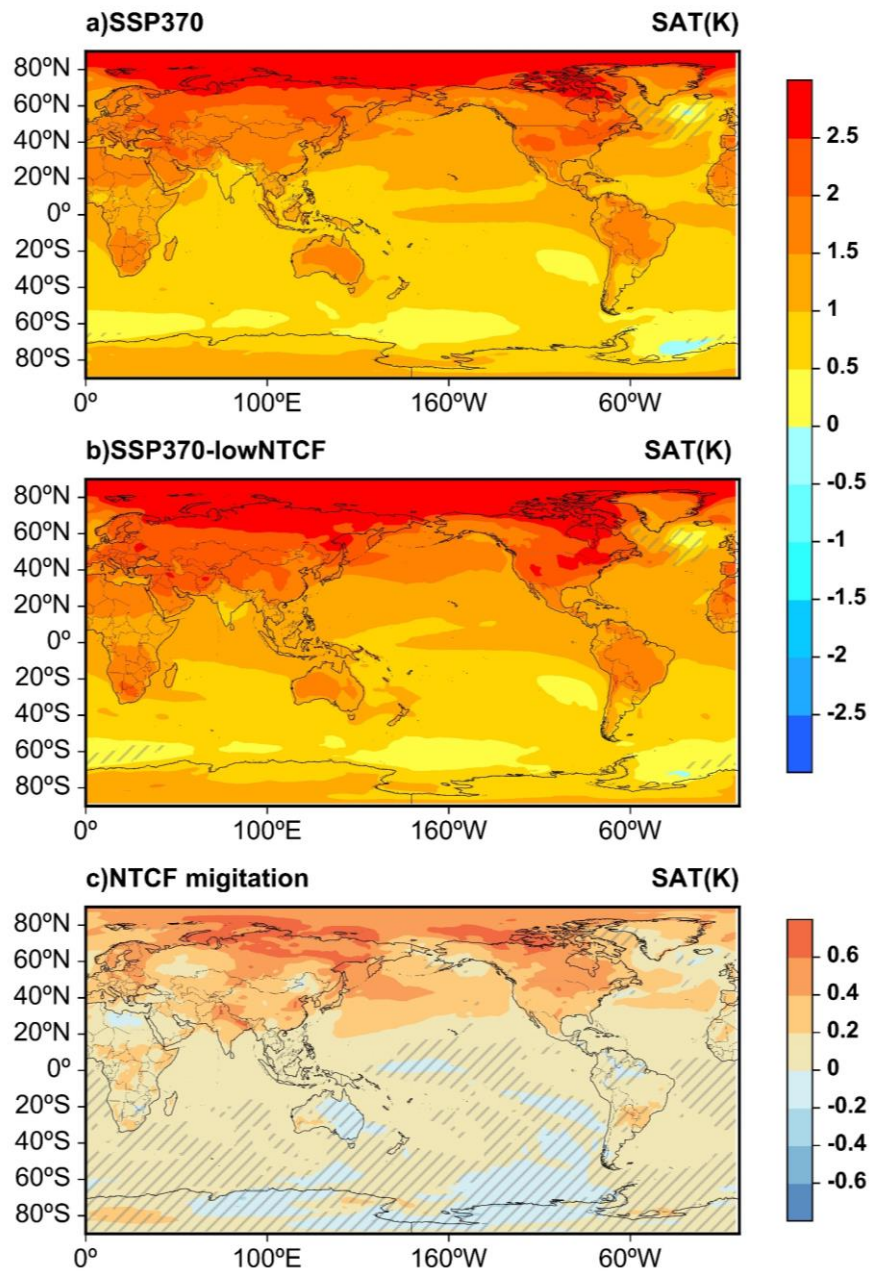 a)SSP370 SAT(K)
80ºN
60ºN
40ºN
20ºN
0º
20ºS
40ºS
60ºS
80ºS
0º 100ºE 160ºW 60ºW
2.5
2
1.5
1
0.5
0
-0.5
-1
-1.5
-2
-2.5
b)SSP370-lowNTCF SAT(K)
80ºN
60ºN
40ºN
20ºN
0º
20ºS
40ºS
60ºS
80ºS
0º 100ºE 160ºW 60ºW
c)NTCF migitation SAT(K)
80ºN
60ºN
40ºN
20ºN
0º
20ºS
40ºS
60ºS
80ºS
0º 100ºE 160ºW 60ºW
0.6
0.4
0.2
0
-0.2
-0.4
-0.6